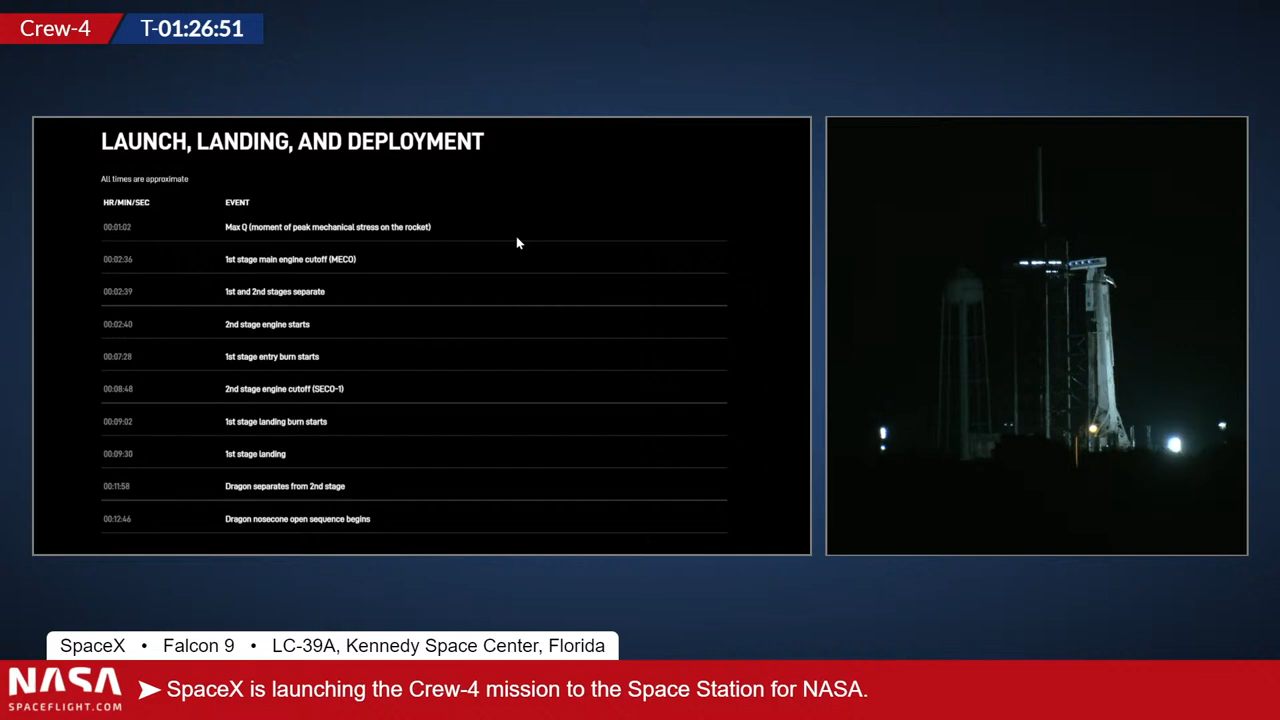 Crew-4 T-01:26:51
LAUNCH, LANDING, AND DEPLOYMENT
All times are approximate
HR/MIN/SEC EVENT
00:01:02 Max Q (moment of peak mechanical stress on the rocket)
00:02:36 1st stage main engine cutoff (MECO)
00:02:39 1st and 2nd stages separate
00:02:40 2nd stage engine starts
00:07:28 1st stage entry burn starts
00:08:48 2nd stage engine cutoff (SECO-1)
00:09:02 1st stage landing burn starts
00:09:30 1st stage landing
00:11:58 Dragon separates from 2nd stage
00:12:46 Dragon nosecone open sequence begins
SpaceX • Falcon 9 • LC-39A, Kennedy Space Center, Florida
NASA
SPACEFLIGHT.COM
SpaceX is launching the Crew-4 mission to the Space Station for NASA.